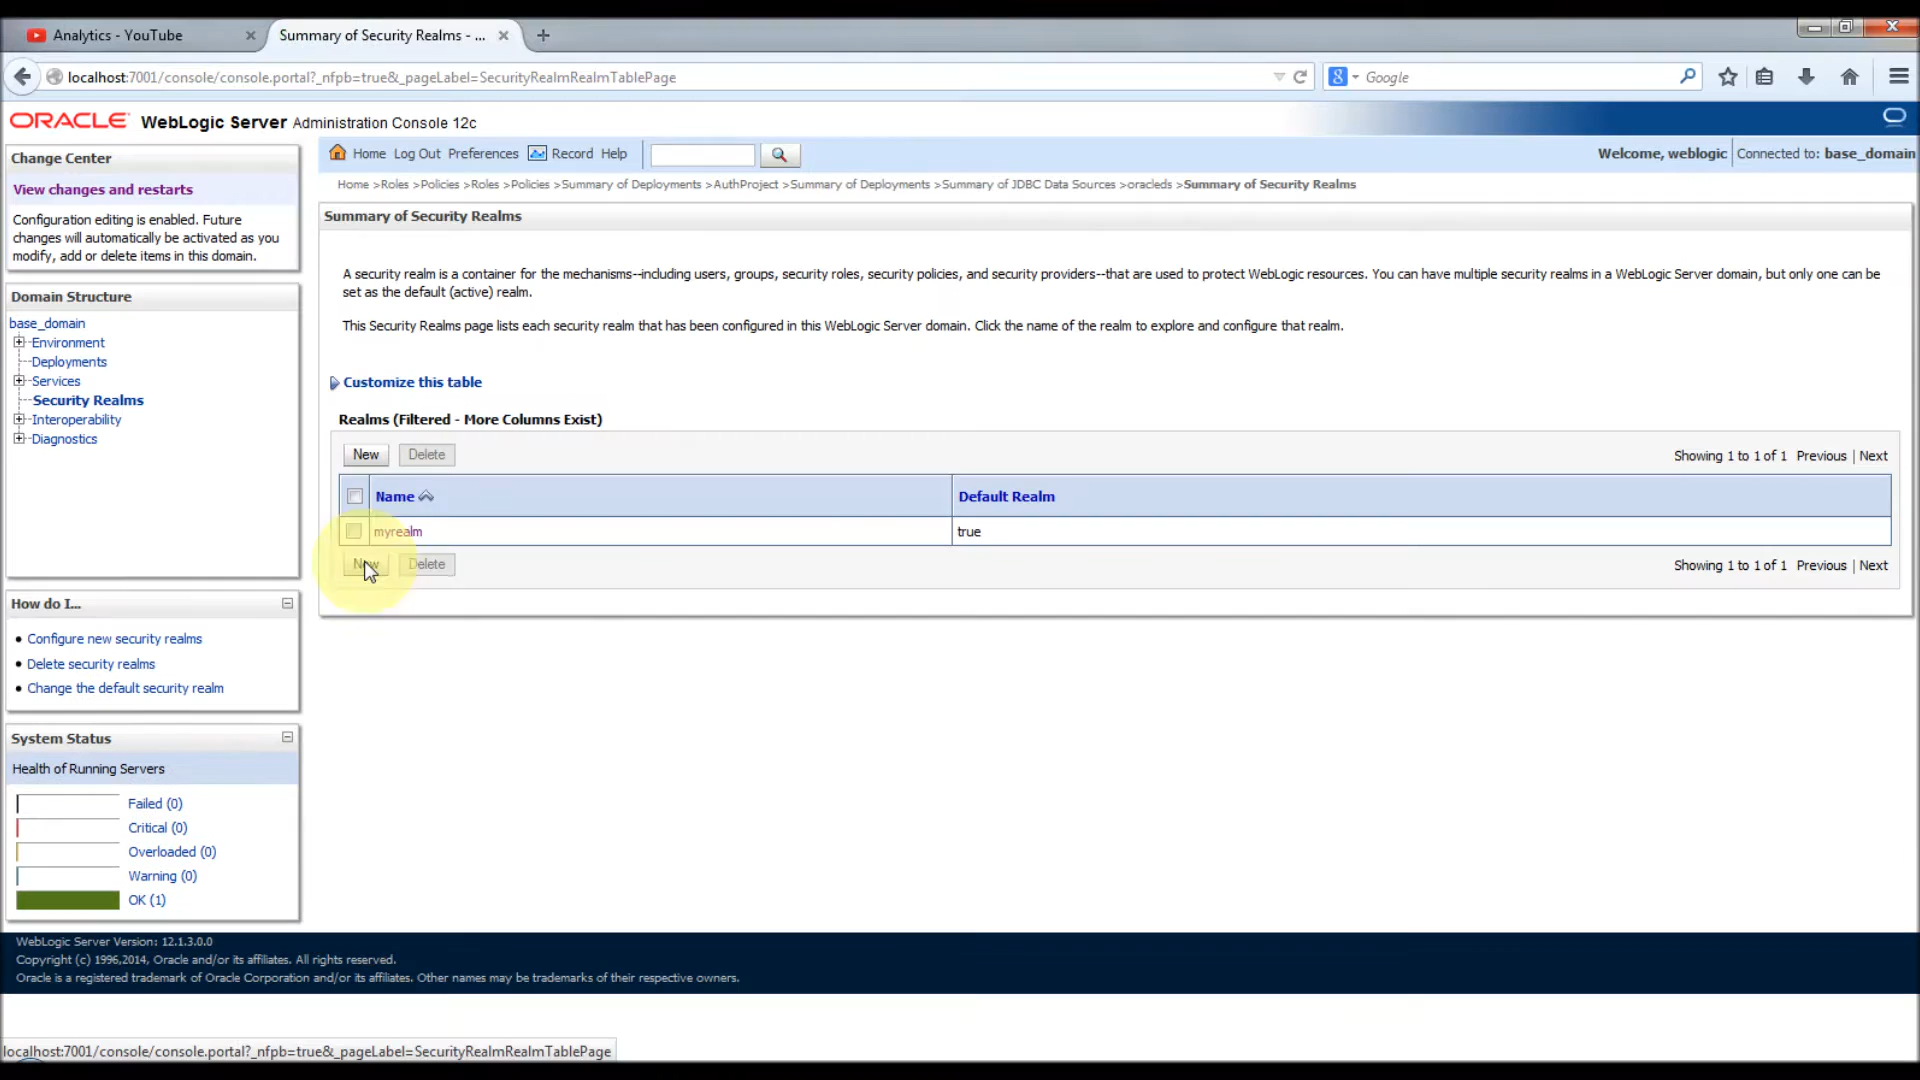 Analytics - YouTube
Summary of Security Realms - ...
localhost:7001/console/console.portal?_nfpb=true&_pageLabel=SecurityRealmRealmTablePage
8
Google
ORACLE WebLogic Server Administration Console 12c
Change Center
View changes and restarts
Configuration editing is enabled. Future
changes will automatically be activated as you
modify, add or delete items in this domain.
Domain Structure
base_domain
Environment
Deployments
Services
Security Realms
Interoperability
Diagnostics
How do I...
Configure new security realms
Delete security realms
Change the default security realm
System Status
Health of Running Servers
Failed (0)
Critical (0)
Overloaded (0)
Warning (0)
OK (1)
Home Log Out Preferences Record Help
Welcome, weblogic Connected to: base_domain
Home >Roles >Policies >Roles >Policies >Summary of Deployments >AuthProject >Summary of Deployments >Summary of JDBC Data Sources >oracleds >Summary of Security Realms
Summary of Security Realms
A security realm is a container for the mechanisms--including users, groups, security roles, security policies, and security providers--that are used to protect WebLogic resources. You can have multiple security realms in a WebLogic Server domain, but only one can be
set as the default (active) realm.
This Security Realms page lists each security realm that has been configured in this WebLogic Server domain. Click the name of the realm to explore and configure that realm.
Customize this table
Realms (Filtered - More Columns Exist)
New Delete Showing 1 to 1 of 1 Previous | Next
Name Default Realm
myrealm true
New Delete Showing 1 to 1 of 1 Previous | Next
WebLogic Server Version: 12.1.3.0.0
Copyright (c) 1996,2014, Oracle and/or its affiliates. All rights reserved.
Oracle is a registered trademark of Oracle Corporation and/or its affiliates. Other names may be trademarks of their respective owners.
localhost:7001/console/console.portal?_nfpb=true&_pageLabel=SecurityRealmRealmTablePage